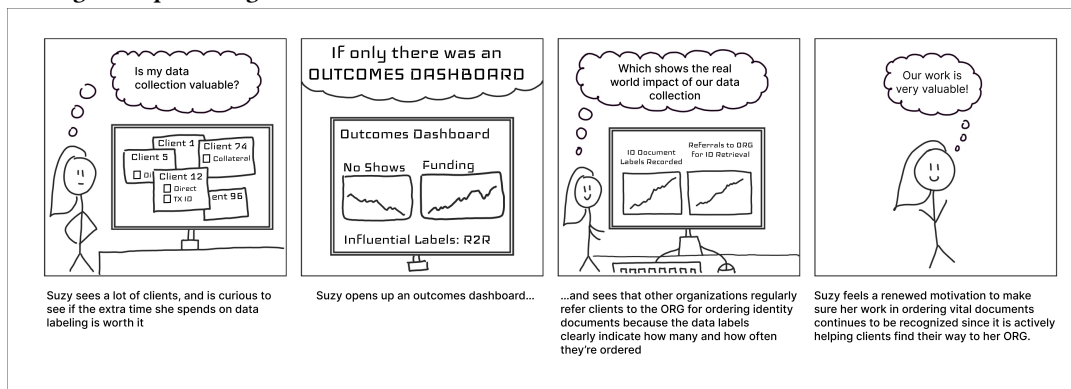 Is my data
collection valuable?
Client 1
Client 74
Collateral
Client 5
Client 12
Direct
TX ID
ent 96
Suzy sees a lot of clients, and is curious to
see if the extra time she spends on data
labeling is worth it
If only there was an
OUTCOMES DASHBOARD
Outcomes Dashboard
No Shows
Funding
Influential Labels: R2R
Suzy opens up an outcomes dashboard...
Which shows the real
world impact of our data
collection
ID Document
Labels Recorded
Referrals to ORG
for ID Retrieval
...and sees that other organizations regularly
refer clients to the ORG for ordering identity
documents because the data labels
clearly indicate how many and how often
they're ordered
Our work is
very valuable!
Suzy feels a renewed motivation to make
sure her work in ordering vital documents
continues to be recognized since it is actively
helping clients find their way to her ORG.